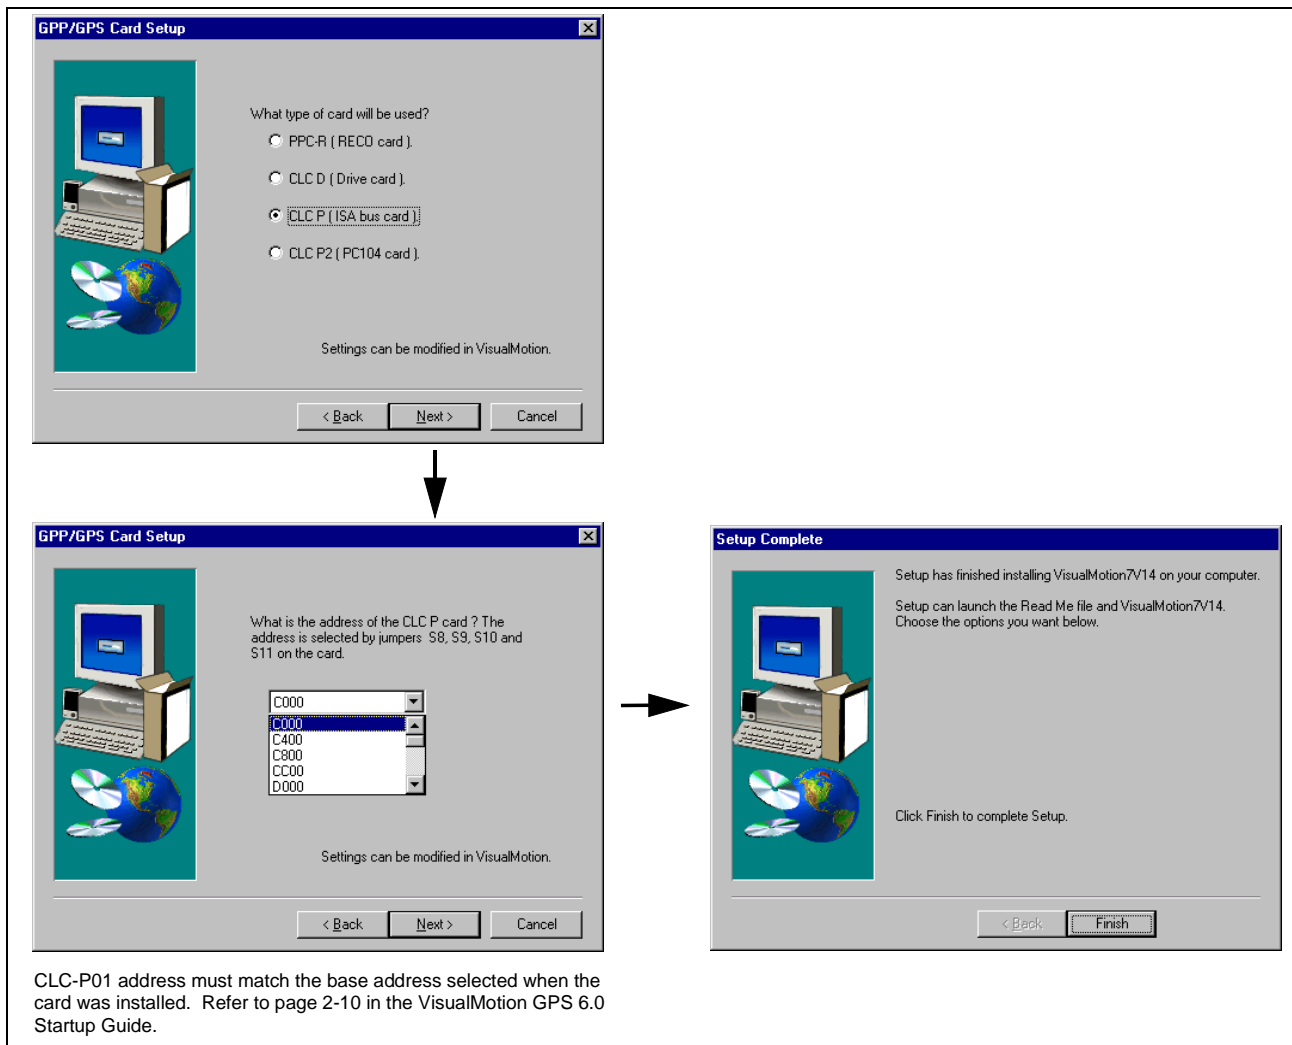 GPP/GPS Card Setup
What type of card will be used?
PPC-R ( RECO card ).
CLC D ( Drive card ).
CLC P ( ISA bus card ).
CLC P2 ( PC104 card ).
Settings can be modified in VisualMotion.
< Back
Next >
Cancel
GPP/GPS Card Setup
What is the address of the CLC P card ? The
address is selected by jumpers S8, S9, S10 and
S11 on the card.
C000
C000
C400
C800
CC00
D000
Settings can be modified in VisualMotion.
< Back
Next >
Cancel
Setup Complete
Setup has finished installing VisualMotion7V14 on your computer.
Setup can launch the Read Me file and VisualMotion7V14.
Choose the options you want below.
Click Finish to complete Setup.
< Back
Finish
CLC-P01 address must match the base address selected when the
card was installed. Refer to page 2-10 in the VisualMotion GPS 6.0
Startup Guide.